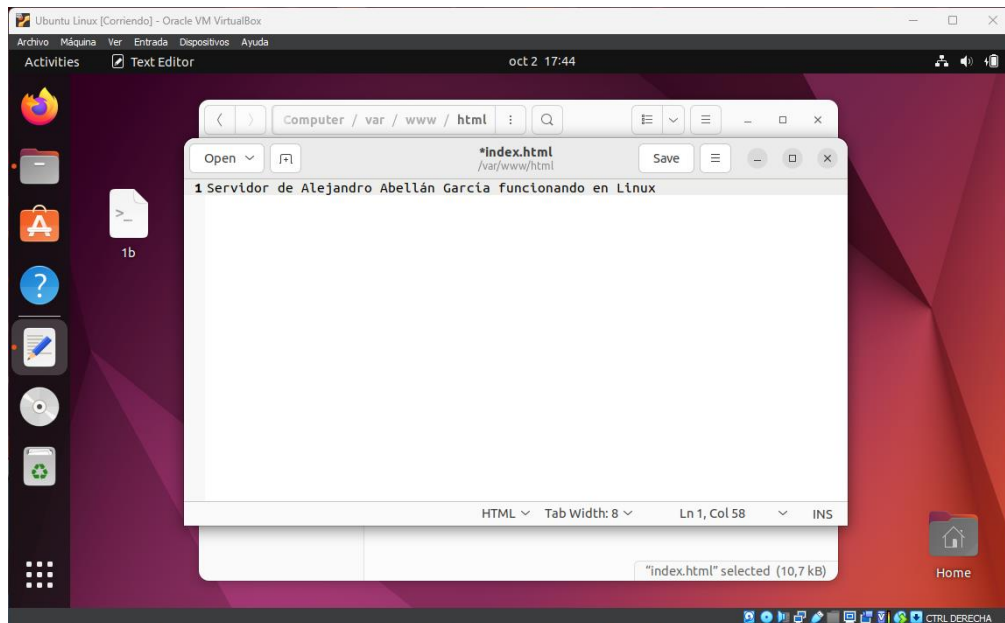 Ubuntu Linux [Corriendo] - Oracle VM VirtualBox
Archivo Máquina Ver Entrada Dispositivos Ayuda
Activities Text Editor oct 2 17:44
Computer / var / www / html
Open *index.html Save
/var/www/html
1 Servidor de Alejandro Abellán García funcionando en Linux
1b
HTML Tab Width: 8 Ln 1, Col 58 INS
"index.html" selected (10,7 kB)
Home
CTRL DERECHA